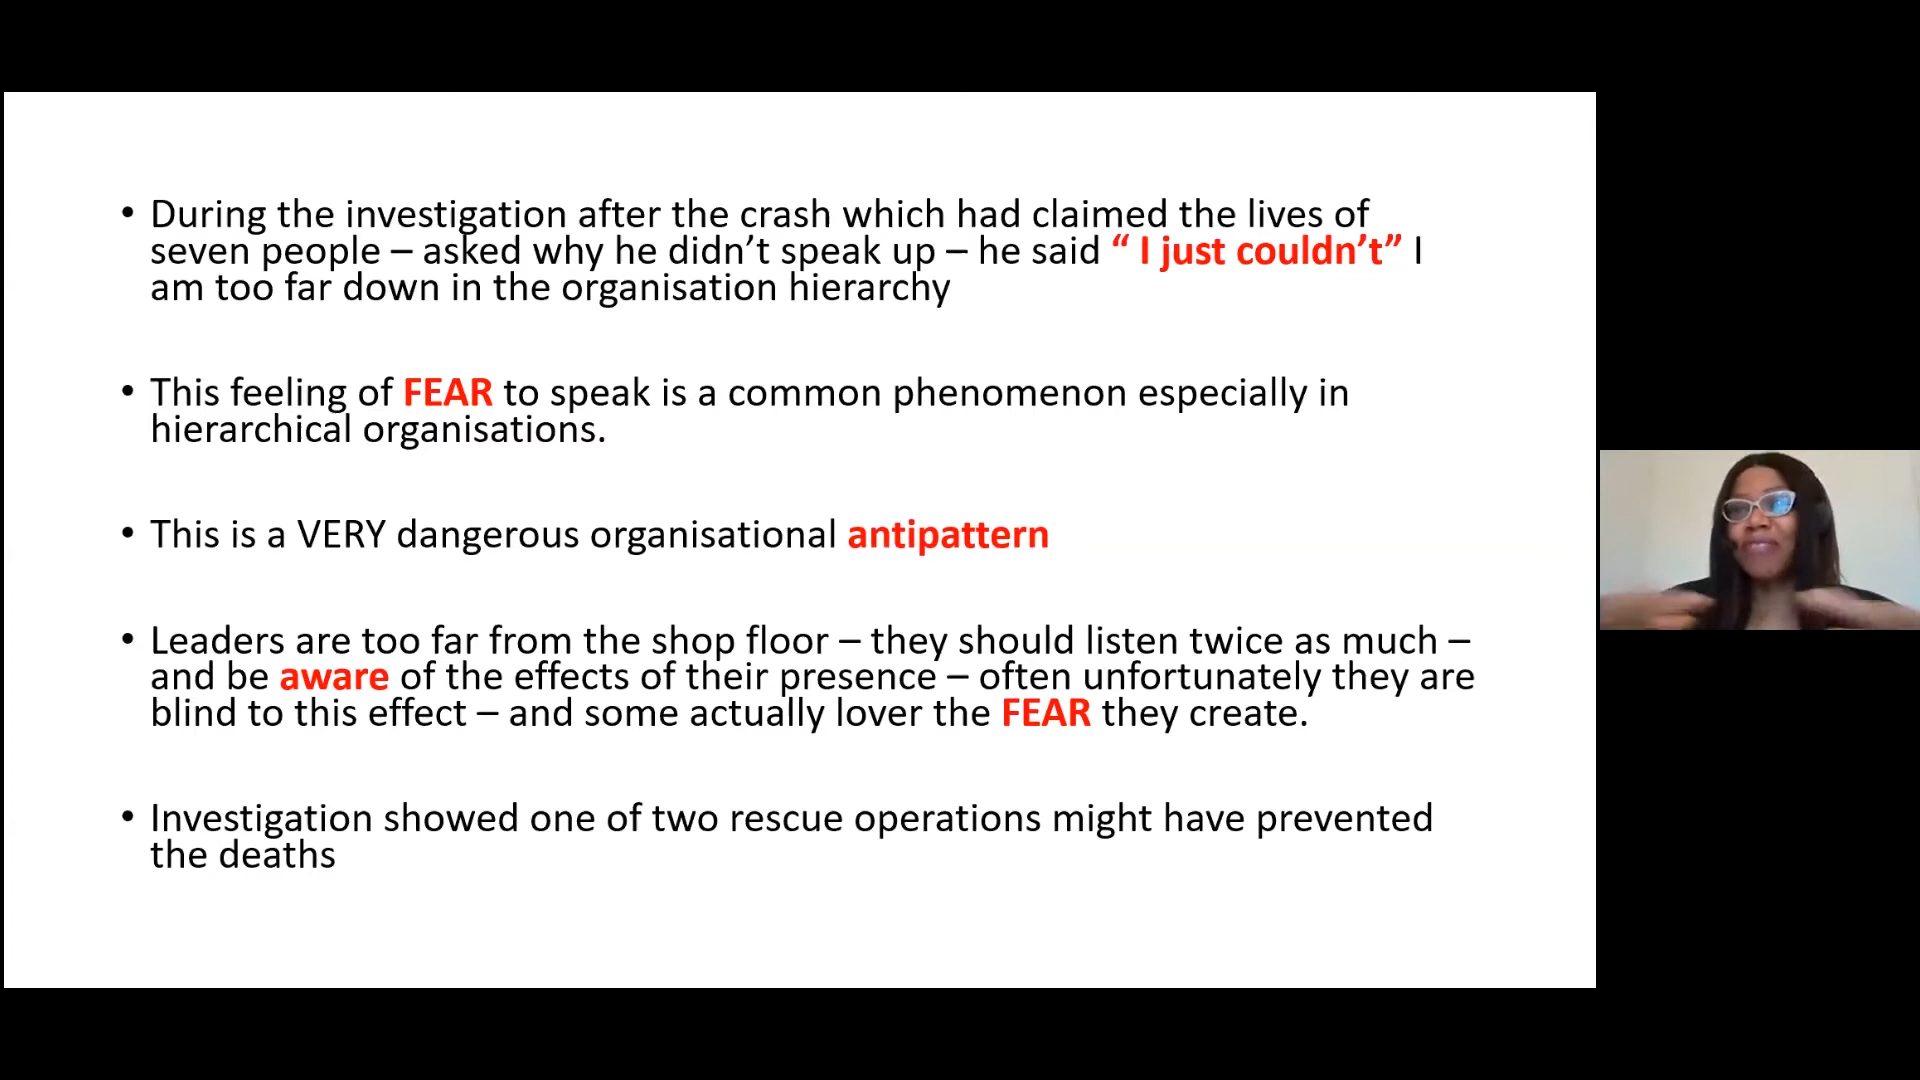 • During the investigation after the crash which had claimed the lives of
seven people – asked why he didn’t speak up – he said “ I just couldn’t” I
am too far down in the organisation hierarchy
• This feeling of FEAR to speak is a common phenomenon especially in
hierarchical organisations.
• This is a VERY dangerous organisational antipattern
• Leaders are too far from the shop floor – they should listen twice as much –
and be aware of the effects of their presence – often unfortunately they are
blind to this effect – and some actually lover the FEAR they create.
• Investigation showed one of two rescue operations might have prevented
the deaths